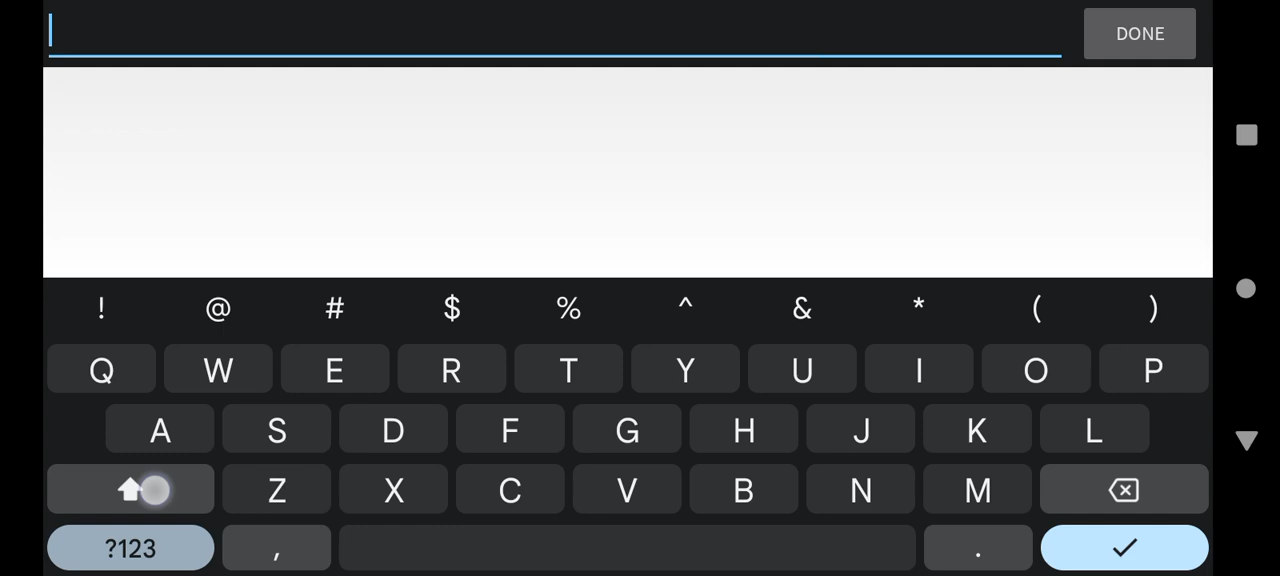 DONE
! @ # $ % ^ & * ( )
Q W E R T Y U I O P
A S D F G H J K L
Z X C V B N M
?123 , .